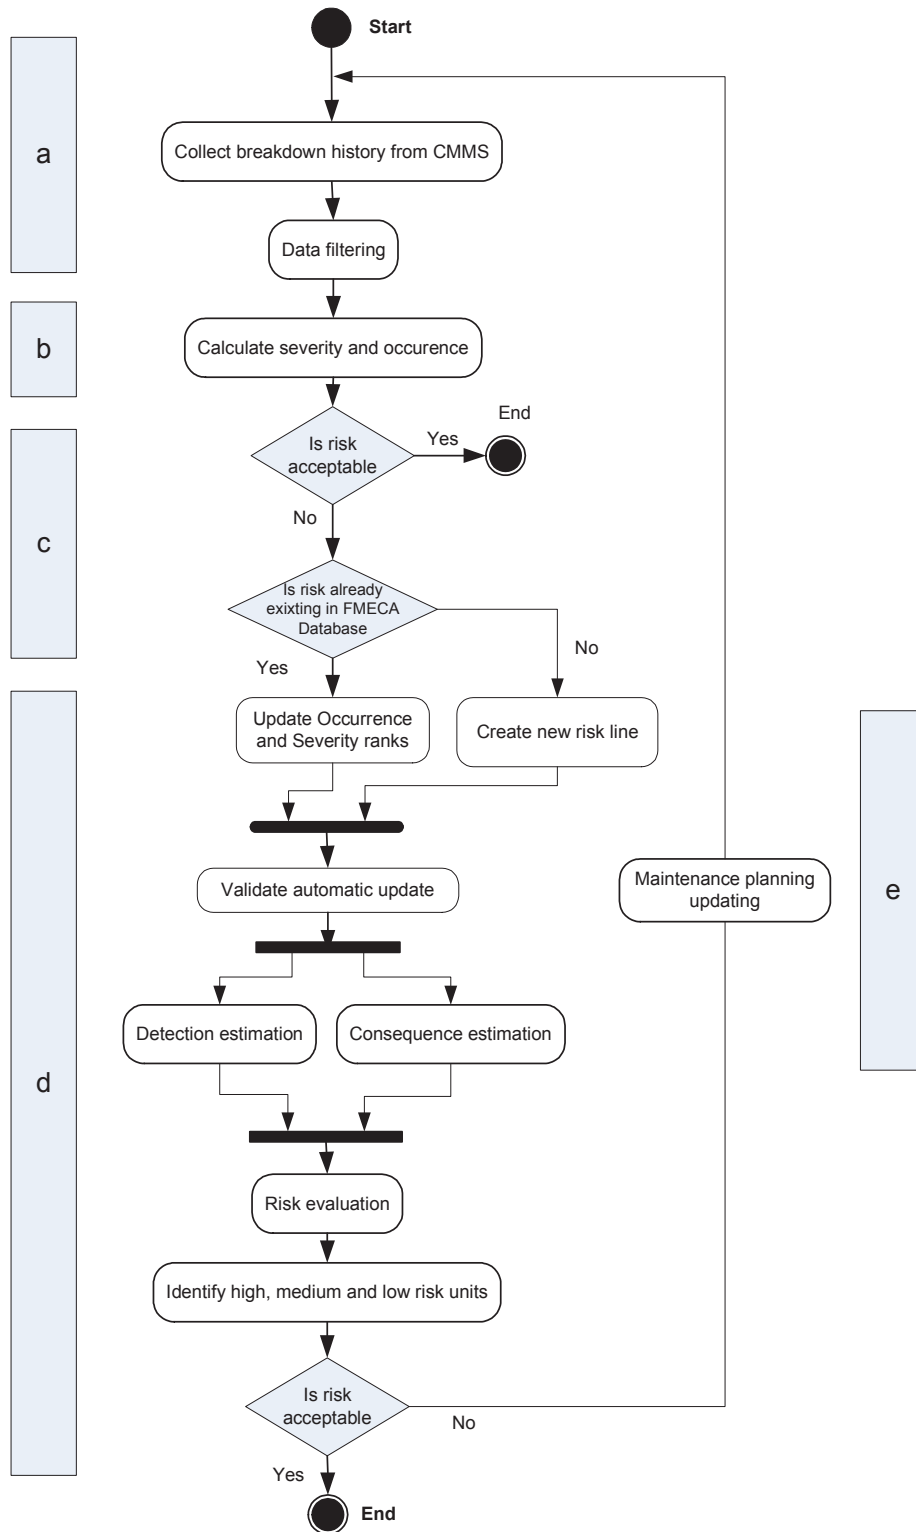 Start
a
Collect breakdown history from CMMS
Data filtering
b
Calculate severity and occurence
End
Is risk
acceptable
Yes
No
c
Is risk already
exixting in FMECA
Database
No
Yes
Update Occurrence
and Severity ranks
Create new risk line
Validate automatic update
Maintenance planning
updating
e
Detection estimation
Consequence estimation
d
Risk evaluation
Identify high, medium and low risk units
Is risk
acceptable
No
Yes
End